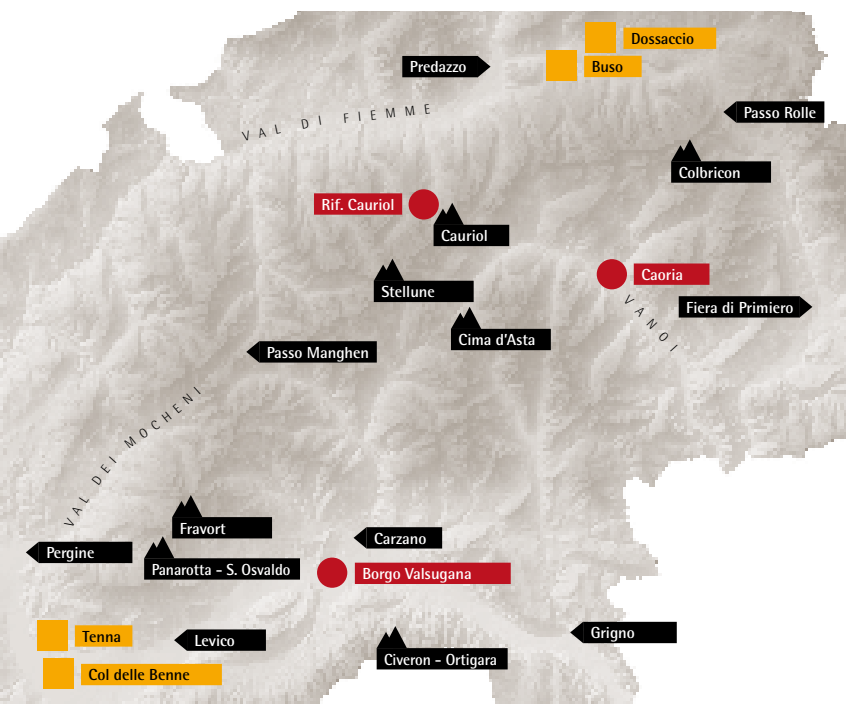 Dossaccio
Predazzo
Buso
Passo Rolle
VAL DI FIEMME
Colbricon
Rif. Cauriol
Cauriol
Caoria
Stellune
VANOI
Fiera di Primiero
Cima d'Asta
Passo Manghen
VAL DEI MOCHENI
Fravort
Carzano
Pergine
Panarotta - S. Osvaldo
Borgo Valsugana
Tenna
Levico
Grigno
Civeron - Ortigara
Col delle Benne